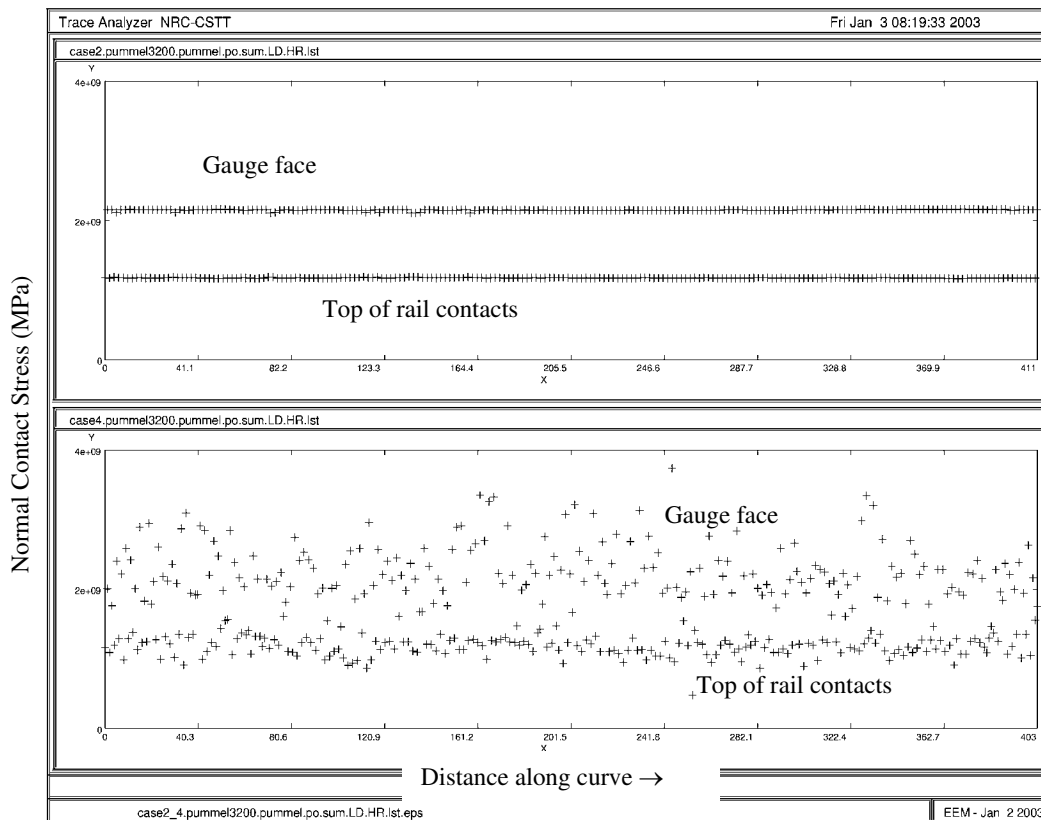 Trace Analyzer NRC-CSTT
Fri Jan 3 08:19:33 2003
case2.pummel3200.pummel.po.sum.LD.HR.lst
Y
4e+09
Gauge face
2e+09
Top of rail contacts
0
0 41.1 82.2 123.3 164.4 205.5 246.6 287.7 328.8 369.9 411
X
Normal Contact Stress (MPa)
case4.pummel3200.pummel.po.sum.LD.HR.lst
Y
4e+09
Gauge face
2e+09
Top of rail contacts
0
0 40.3 80.6 120.9 161.2 201.5 241.8 282.1 322.4 362.7 403
X
Distance along curve →
case2_4.pummel3200.pummel.po.sum.LD.HR.lst.eps
EEM - Jan 2 2003